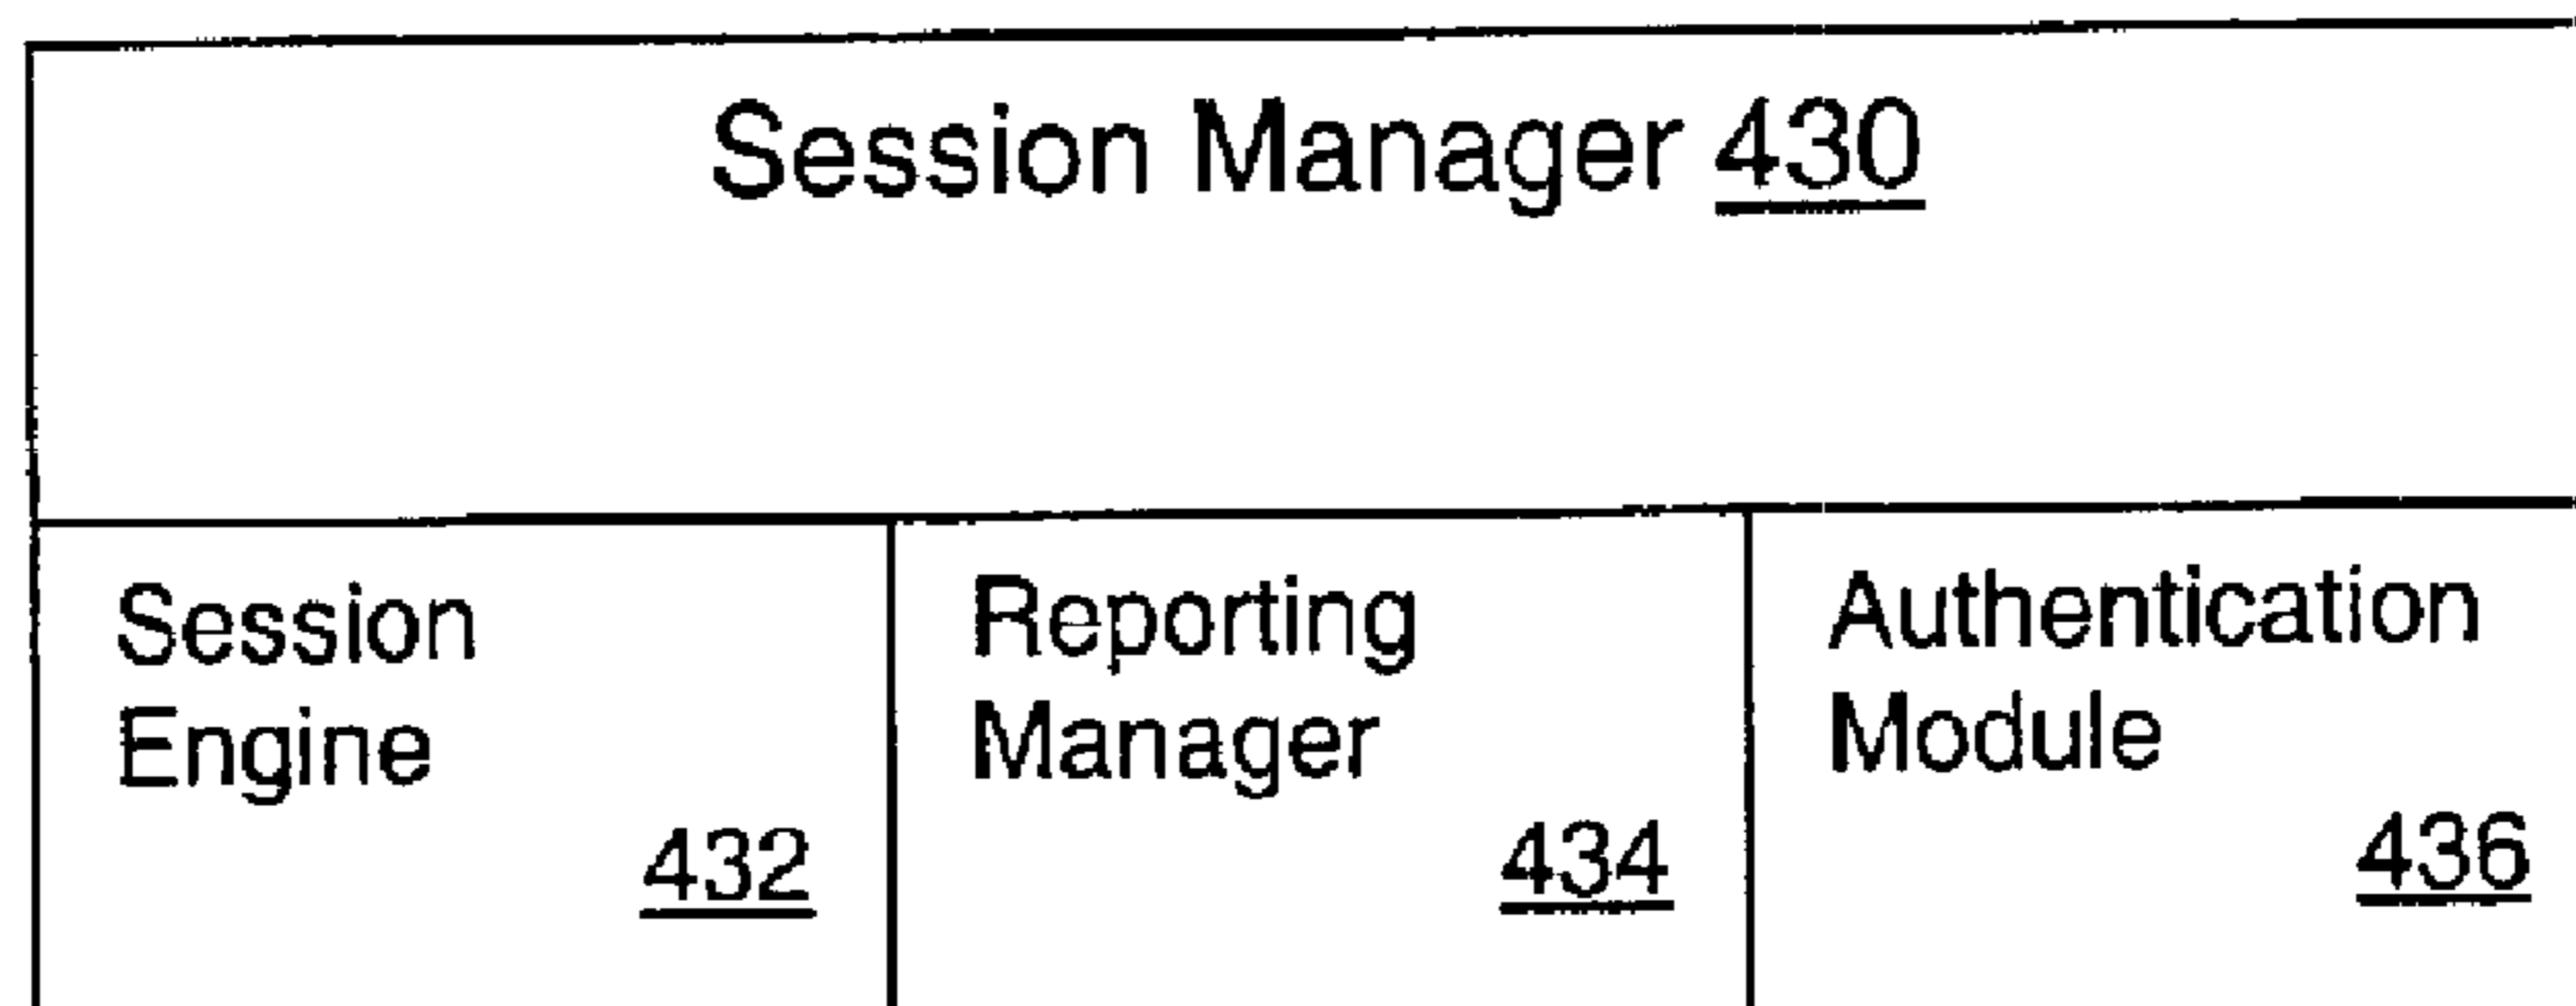 Session Manager 430
Session
Engine
432
Reporting
Manager
434
Authentication
Module
436